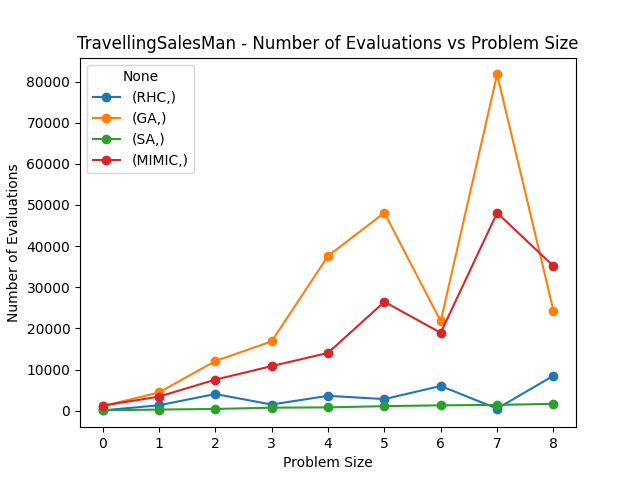 TravellingSalesMan - Number of Evaluations vs Problem Size
None
(RHC,)
(GA,)
(SA,)
(MIMIC,)
Number of Evaluations
80000
70000
60000
50000
40000
30000
20000
10000
0
0 1 2 3 4 5 6 7 8
Problem Size